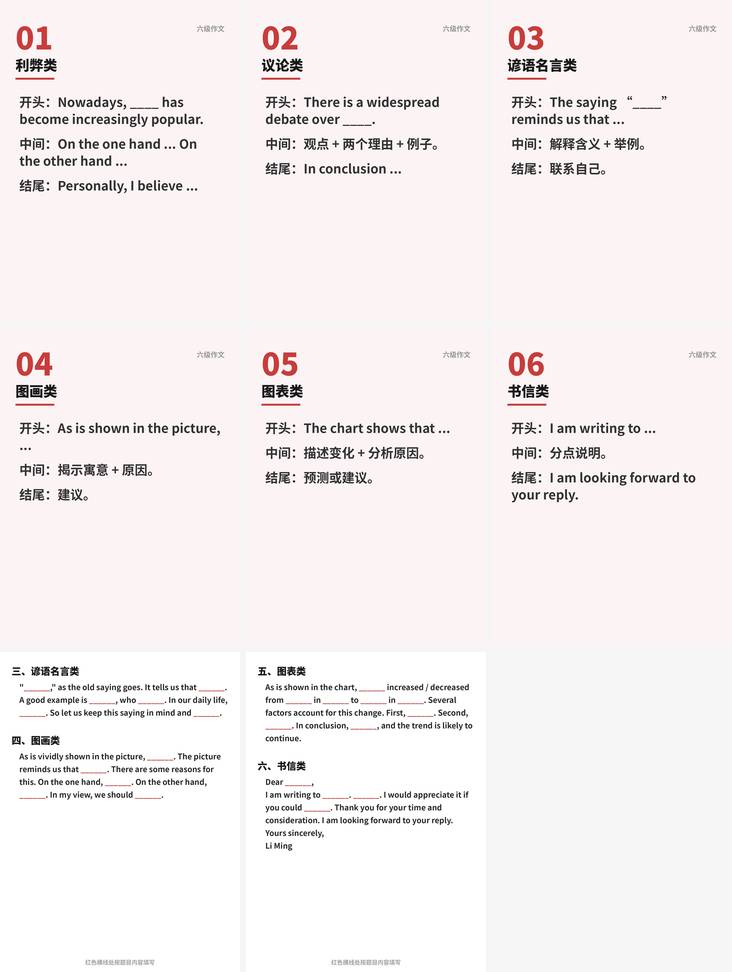 01
六级作文
利弊类
开头：Nowadays, ____ has
become increasingly popular.
中间：On the one hand ... On
the other hand ...
结尾：Personally, I believe ...
02
六级作文
议论类
开头：There is a widespread
debate over ____.
中间：观点 + 两个理由 + 例子。
结尾：In conclusion ...
03
六级作文
谚语名言类
开头：The saying “____”
reminds us that ...
中间：解释含义 + 举例。
结尾：联系自己。
04
六级作文
图画类
开头：As is shown in the picture,
...
中间：揭示寓意 + 原因。
结尾：建议。
05
六级作文
图表类
开头：The chart shows that ...
中间：描述变化 + 分析原因。
结尾：预测或建议。
06
六级作文
书信类
开头：I am writing to ...
中间：分点说明。
结尾：I am looking forward to
your reply.
三、谚语名言类
"______," as the old saying goes. It tells us that ______.
A good example is ______, who ______. In our daily life,
______. So let us keep this saying in mind and ______.
四、图画类
As is vividly shown in the picture, ______. The picture
reminds us that ______. There are some reasons for
this. On the one hand, ______. On the other hand,
______. In my view, we should ______.
红色横线处按题目内容填写
五、图表类
As is shown in the chart, ______ increased / decreased
from ______ in ______ to ______ in ______. Several
factors account for this change. First, ______. Second,
______. In conclusion, ______, and the trend is likely to
continue.
六、书信类
Dear ______,
I am writing to ______. ______. I would appreciate it if
you could ______. Thank you for your time and
consideration. I am looking forward to your reply.
Yours sincerely,
Li Ming
红色横线处按题目内容填写